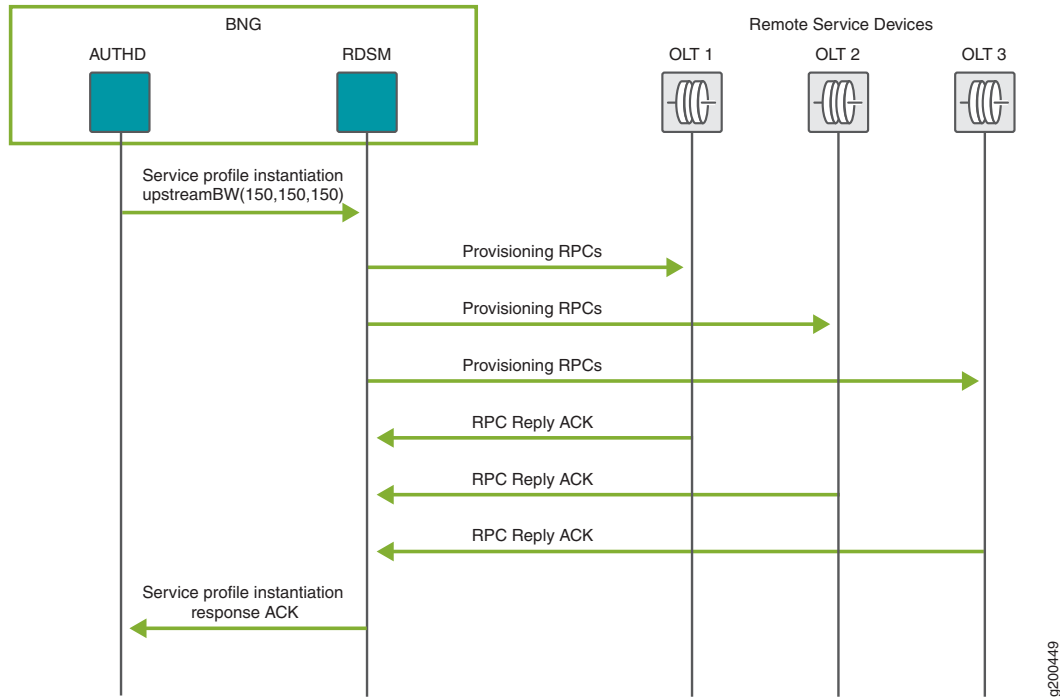 BNG
Remote Service Devices
AUTHD
RDSM
OLT 1
OLT 2
OLT 3
Service profile instantiation
upstreamBW(150,150,150)
Provisioning RPCs
Provisioning RPCs
Provisioning RPCs
RPC Reply ACK
RPC Reply ACK
RPC Reply ACK
Service profile instantiation
response ACK
g200449